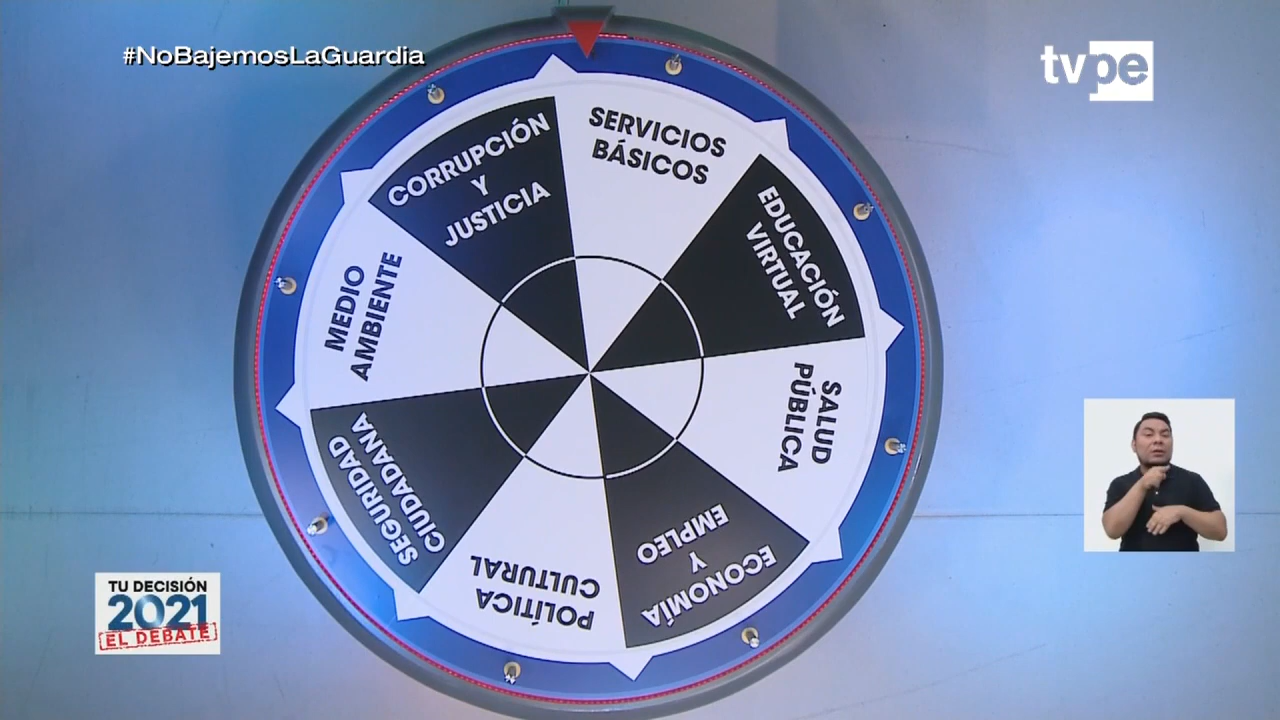 #NoBajemosLaGuardia
tvpe
SERVICIOS
BÁSICOS
EDUCACIÓN
VIRTUAL
SALUD
PÚBLICA
ECONOMÍA
Y
EMPLEO
POLÍTICA
CULTURAL
SEGURIDAD
CIUDADANA
MEDIO
AMBIENTE
CORRUPCIÓN
Y
JUSTICIA
TU DECISIÓN
2021
EL DEBATE